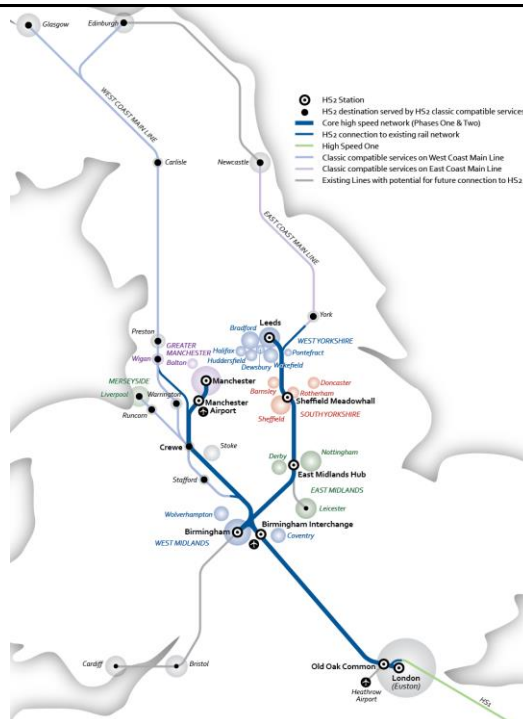 Glasgow
Edinburgh
WEST COAST MAIN LINE
HS2 Station
HS2 destination served by HS2 classic compatible services
Core high speed network (Phases One & Two)
HS2 connection to existing rail network
High Speed One
Classic compatible services on West Coast Main Line
Classic compatible services on East Coast Main Line
Existing Lines with potential for future connection to HS2
Carlisle
Newcastle
EAST COAST MAIN LINE
York
Leeds
Bradford
Preston
GREATER
MANCHESTER
Halifax
WEST YORKSHIRE
Huddersfield
Pontefract
Wigan
Bolton
Dewsbury
Wakefield
MERSEYSIDE
Manchester
Barnsley
Doncaster
Rotherham
Liverpool
Warrington
Manchester
Airport
Sheffield Meadowhall
Runcorn
Sheffield
SOUTH YORKSHIRE
Crewe
Stoke
Derby
Nottingham
East Midlands Hub
Stafford
EAST MIDLANDS
Leicester
Wolverhampton
Birmingham Interchange
Birmingham
Coventry
WEST MIDLANDS
Cardiff
Bristol
Old Oak Common
London
(Euston)
Heathrow
Airport
HS1